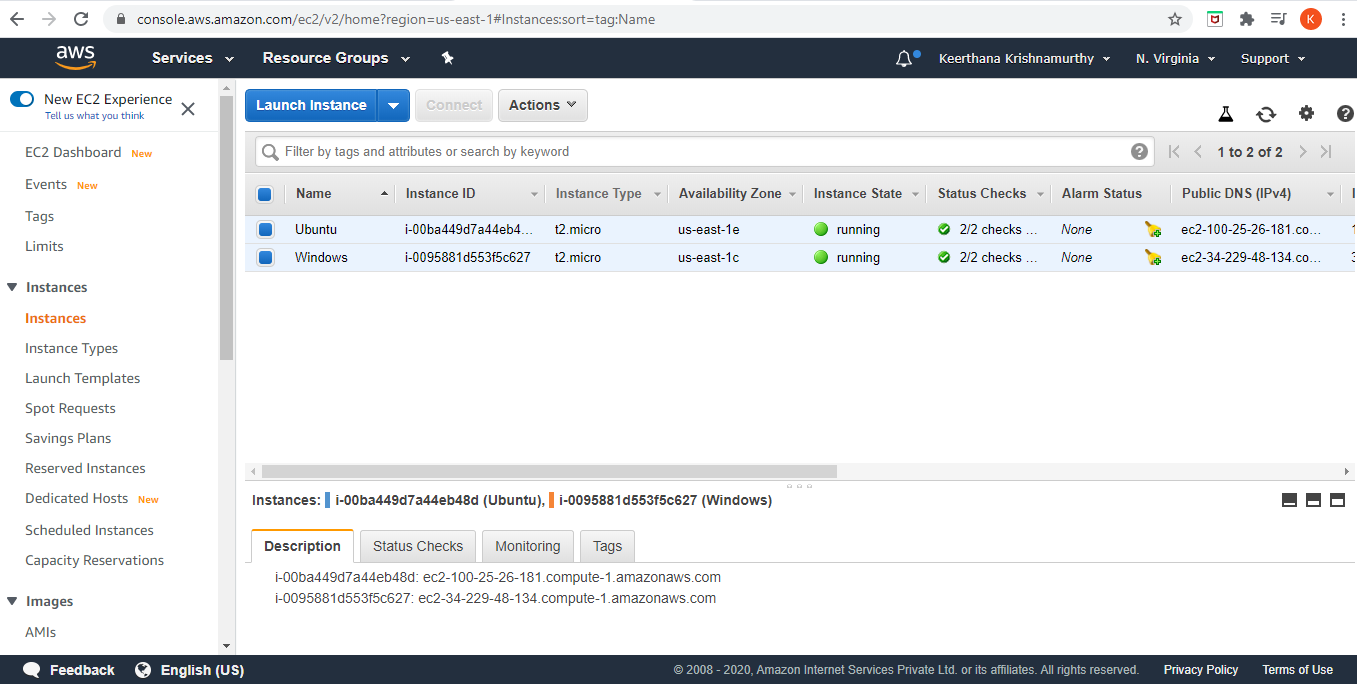 console.aws.amazon.com/ec2/v2/home?region=us-east-1#Instances:sort=tag:Name K
aws Services Resource Groups Keerthana Krishnamurthy N. Virginia Support
New EC2 Experience
Tell us what you think
EC2 Dashboard New
Events New
Tags
Limits
Instances
Instances
Instance Types
Launch Templates
Spot Requests
Savings Plans
Reserved Instances
Dedicated Hosts New
Scheduled Instances
Capacity Reservations
Images
AMIs
Launch Instance Connect Actions
Filter by tags and attributes or search by keyword 1 to 2 of 2
Name Instance ID Instance Type Availability Zone Instance State Status Checks Alarm Status Public DNS (IPv4)
Ubuntu i-00ba449d7a44eb4... t2.micro us-east-1e running 2/2 checks ... None ec2-100-25-26-181.co...
Windows i-0095881d553f5c627 t2.micro us-east-1c running 2/2 checks ... None ec2-34-229-48-134.co...
Instances: i-00ba449d7a44eb48d (Ubuntu), i-0095881d553f5c627 (Windows)
Description Status Checks Monitoring Tags
i-00ba449d7a44eb48d: ec2-100-25-26-181.compute-1.amazonaws.com
i-0095881d553f5c627: ec2-34-229-48-134.compute-1.amazonaws.com
Feedback English (US) © 2008 - 2020, Amazon Internet Services Private Ltd. or its affiliates. All rights reserved. Privacy Policy Terms of Use